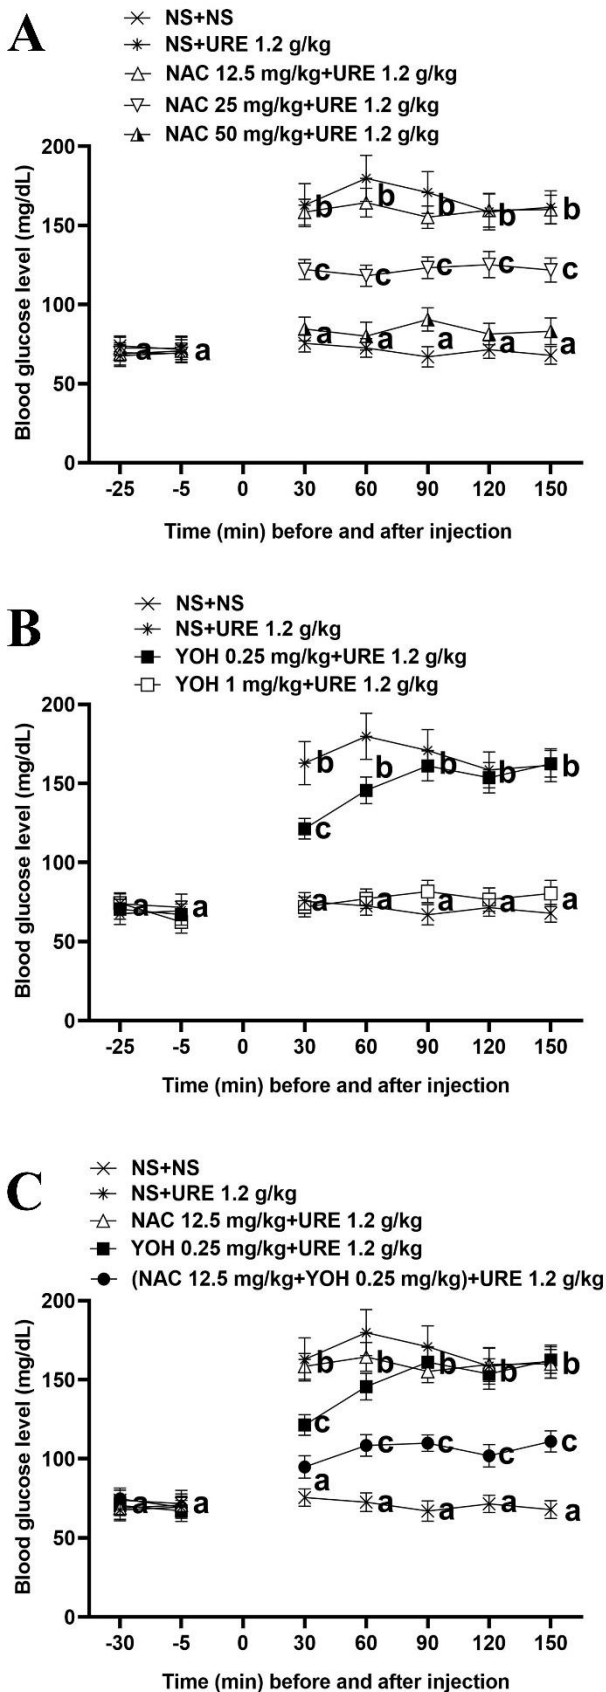 A
NS+NS
NS+URE 1.2 g/kg
NAC 12.5 mg/kg+URE 1.2 g/kg
NAC 25 mg/kg+URE 1.2 g/kg
NAC 50 mg/kg+URE 1.2 g/kg
Blood glucose level (mg/dL)
200
150
100
50
0
b b b b b
c c c c c
a a a a a
a a
-25 -5 0 30 60 90 120 150
Time (min) before and after injection
B
NS+NS
NS+URE 1.2 g/kg
YOH 0.25 mg/kg+URE 1.2 g/kg
YOH 1 mg/kg+URE 1.2 g/kg
Blood glucose level (mg/dL)
200
150
100
50
0
b b b b b
c
a a a a a a a
-25 -5 0 30 60 90 120 150
Time (min) before and after injection
C
NS+NS
NS+URE 1.2 g/kg
NAC 12.5 mg/kg+URE 1.2 g/kg
YOH 0.25 mg/kg+URE 1.2 g/kg
(NAC 12.5 mg/kg+YOH 0.25 mg/kg)+URE 1.2 g/kg
Blood glucose level (mg/dL)
200
150
100
50
0
b b b b b
c
c c c c
a
a a a a a a
-30 -5 0 30 60 90 120 150
Time (min) before and after injection